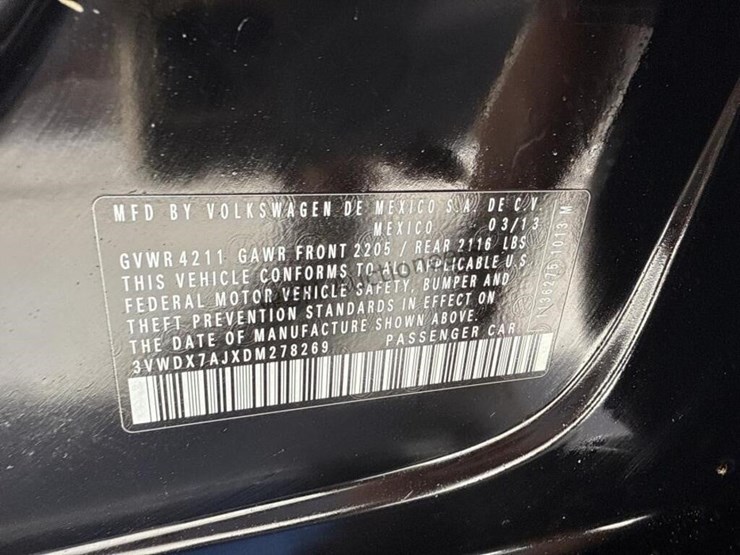 MFD BY VOLKSWAGEN DE MEXICO S.A. DE C.V.
MEXICO 03/13
GVWR 4211 GAWR FRONT 2205 / REAR 2116 LBS
THIS VEHICLE CONFORMS TO ALL APPLICABLE U.S.
FEDERAL MOTOR VEHICLE SAFETY, BUMPER AND
THEFT PREVENTION STANDARDS IN EFFECT ON
THE DATE OF MANUFACTURE SHOWN ABOVE.
3VWDX7AJXDM278269 PASSENGER CAR